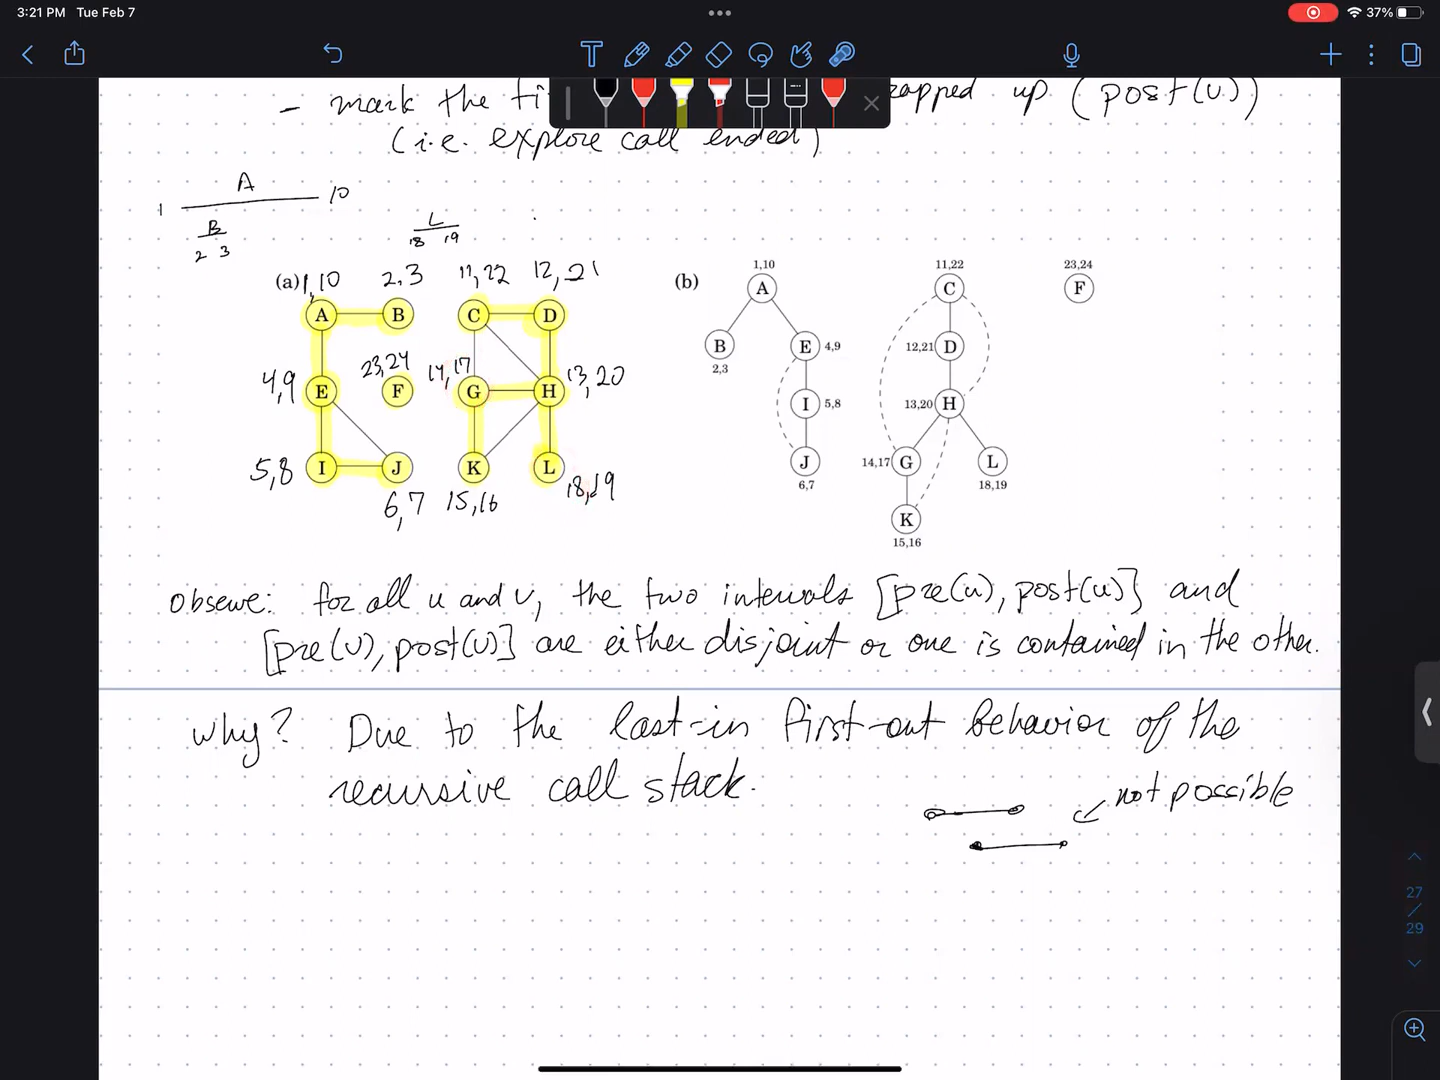 3:21 PM Tue Feb 7
37%
- mark the ti
rapped up (post(u))
(i.e. explore call ended)
A
1
10
B
2 3
L
18 19
(a) 1,10 2,3 11,22 12,21
A B C D
4,9 E 23,24 F 14,17 G H 13,20
5,8 I J K L
6,7 15,16 18,19
(b) 1,10 11,22 23,24
A C F
B E 4,9 12,21 D
2,3
I 5,8 13,20 H
J 14,17 G L
6,7 18,19
K
15,16
Observe: for all u and v, the two intervals [pre(u), post(u)] and
[pre(v), post(v)] are either disjoint or one is contained in the other.
why? Due to the last-in first-out behavior of the
recursive call stack.
not possible
27
/
29